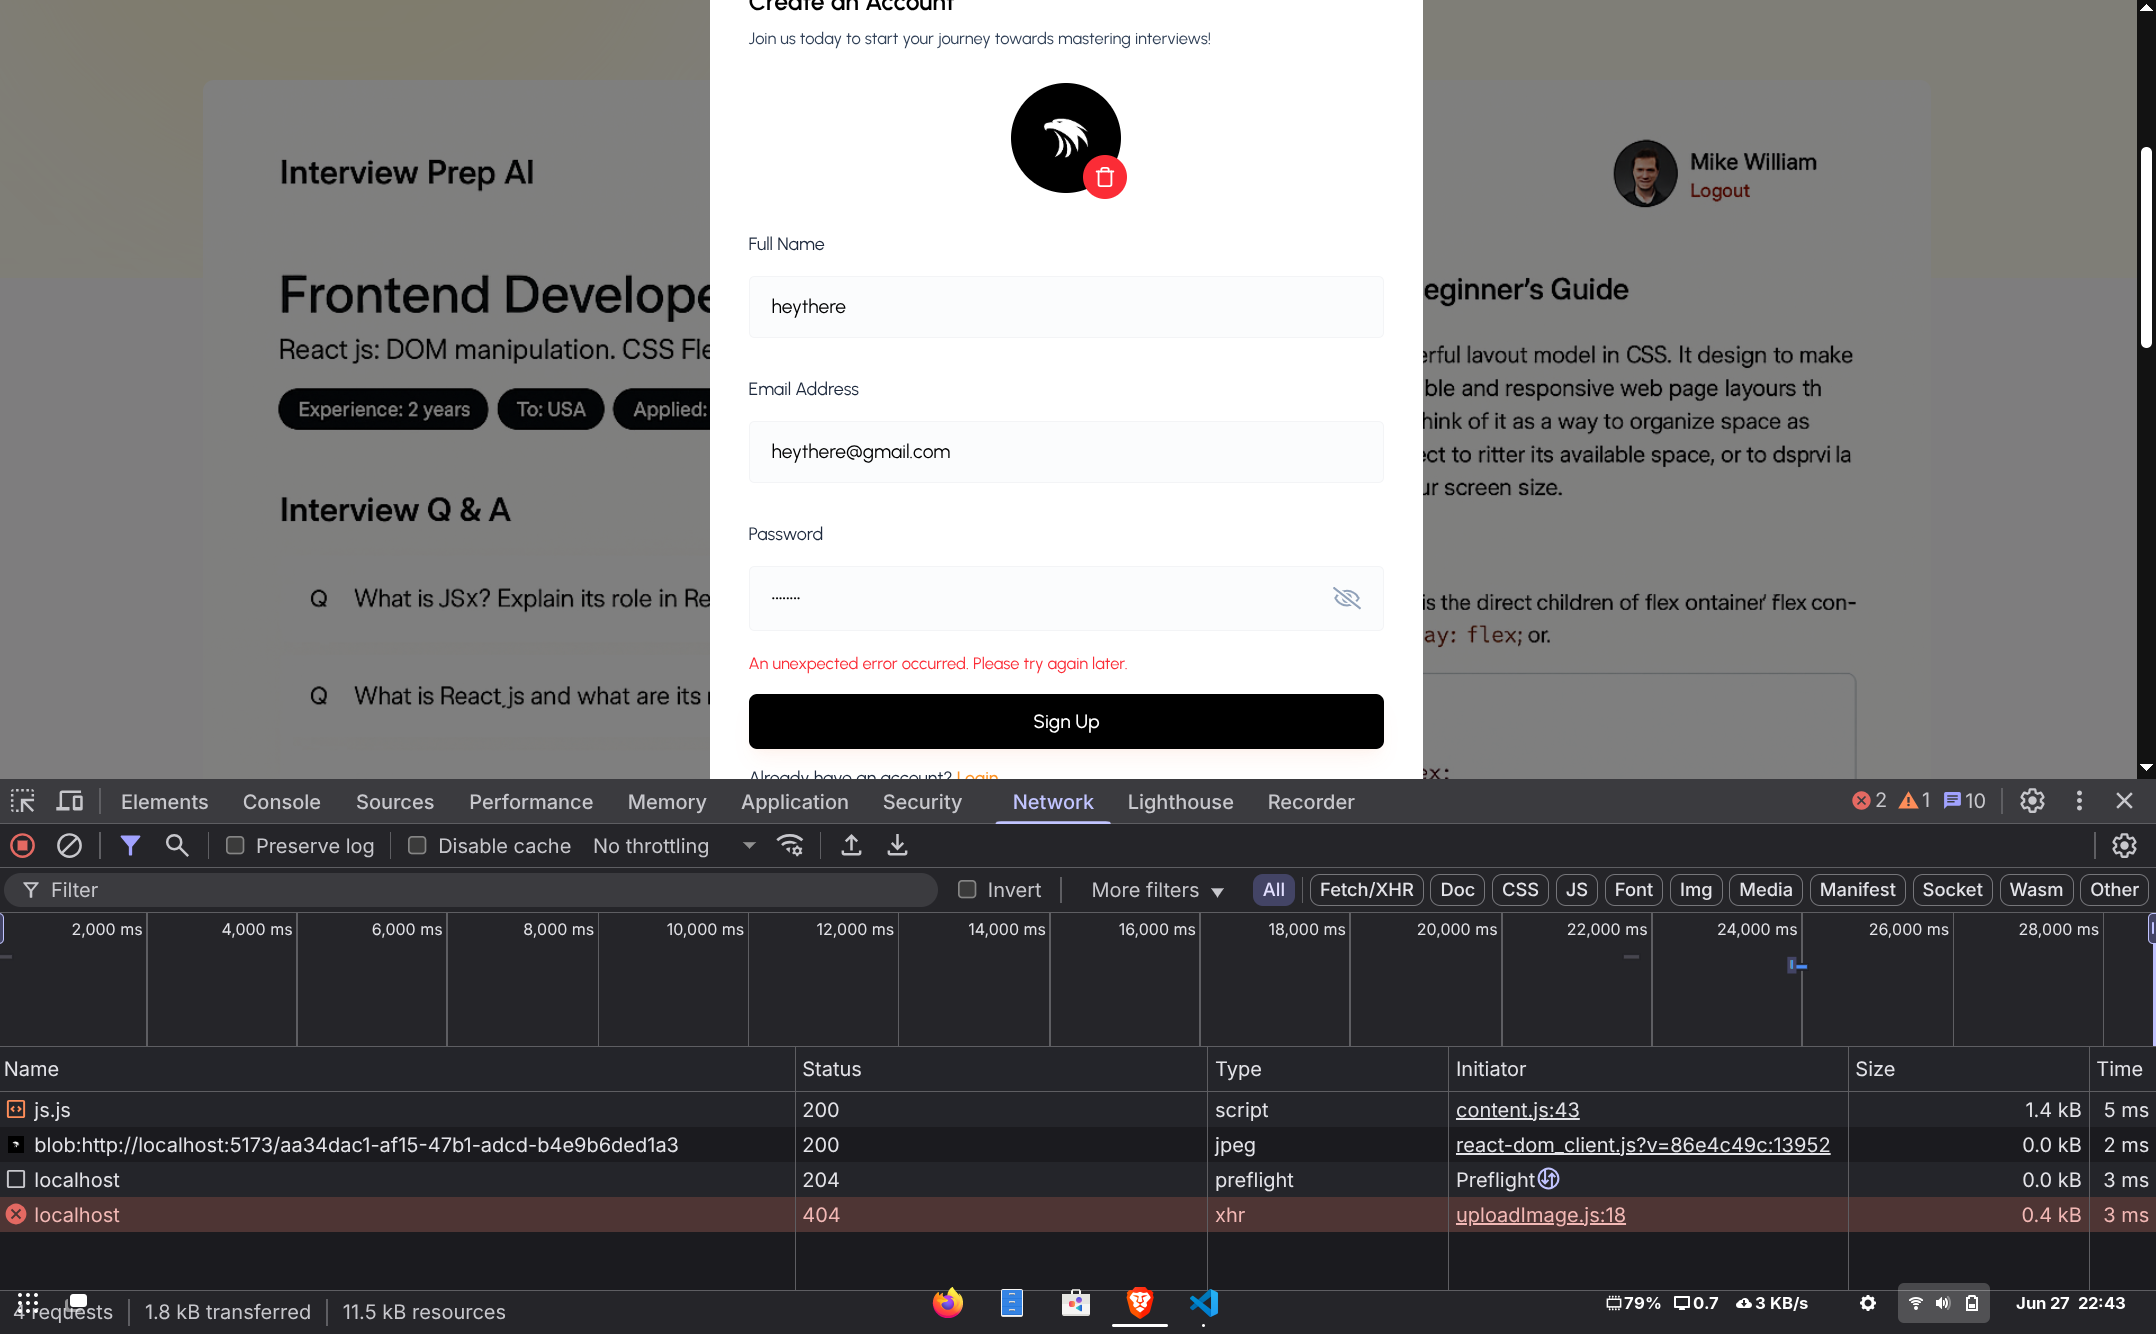 Create an Account
Join us today to start your journey towards mastering interviews!
Full Name
heythere
Email Address
heythere@gmail.com
Password
An unexpected error occurred. Please try again later.
Sign Up
Already have an account? Login
Interview Prep AI
Mike William
Logout
Frontend Develope
React js: DOM manipulation. CSS Fle
Experience: 2 years To: USA Applied:
Interview Q & A
Q What is JSx? Explain its role in Re
Q What is React.js and what are its
eginner's Guide
erful lavout model in CSS. It design to make
ble and responsive web page layours th
hink of it as a way to organize space as
ect to ritter its available space, or to dsprvi la
ur screen size.
is the direct children of flex ontainer' flex con-
ay: flex; or.
ex:
Elements Console Sources Performance Memory Application Security Network Lighthouse Recorder 2 1 10
Preserve log Disable cache No throttling
Filter Invert More filters All Fetch/XHR Doc CSS JS Font Img Media Manifest Socket Wasm Other
2,000 ms 4,000 ms 6,000 ms 8,000 ms 10,000 ms 12,000 ms 14,000 ms 16,000 ms 18,000 ms 20,000 ms 22,000 ms 24,000 ms 26,000 ms 28,000 ms
Name Status Type Initiator Size Time
js.js 200 script content.js:43 1.4 kB 5 ms
blob:http://localhost:5173/aa34dac1-af15-47b1-adcd-b4e9b6ded1a3 200 jpeg react-dom_client.js?v=86e4c49c:13952 0.0 kB 2 ms
localhost 204 preflight Preflight 0.0 kB 3 ms
localhost 404 xhr uploadImage.js:18 0.4 kB 3 ms
4 requests 1.8 kB transferred 11.5 kB resources
79% 0.7 3 KB/s Jun 27 22:43